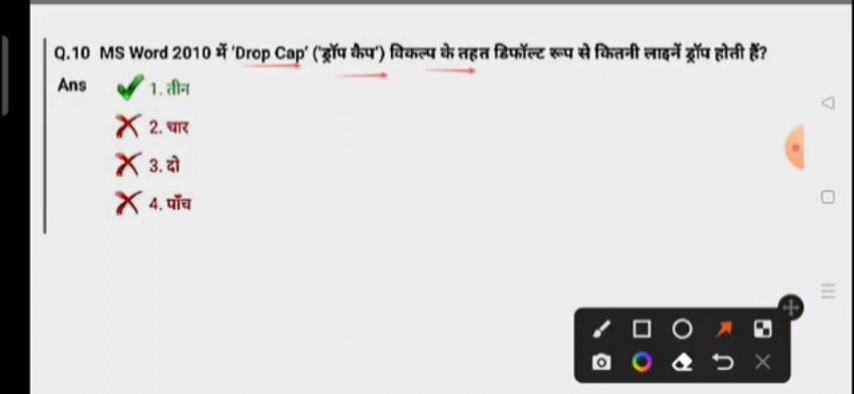 Q.10 MS Word 2010 में 'Drop Cap' ('ड्रॉप कैप') विकल्प के तहत डिफॉल्ट रूप से कितनी लाइनें ड्रॉप होती हैं?
Ans 1. तीन
2. चार
3. दो
4. पाँच